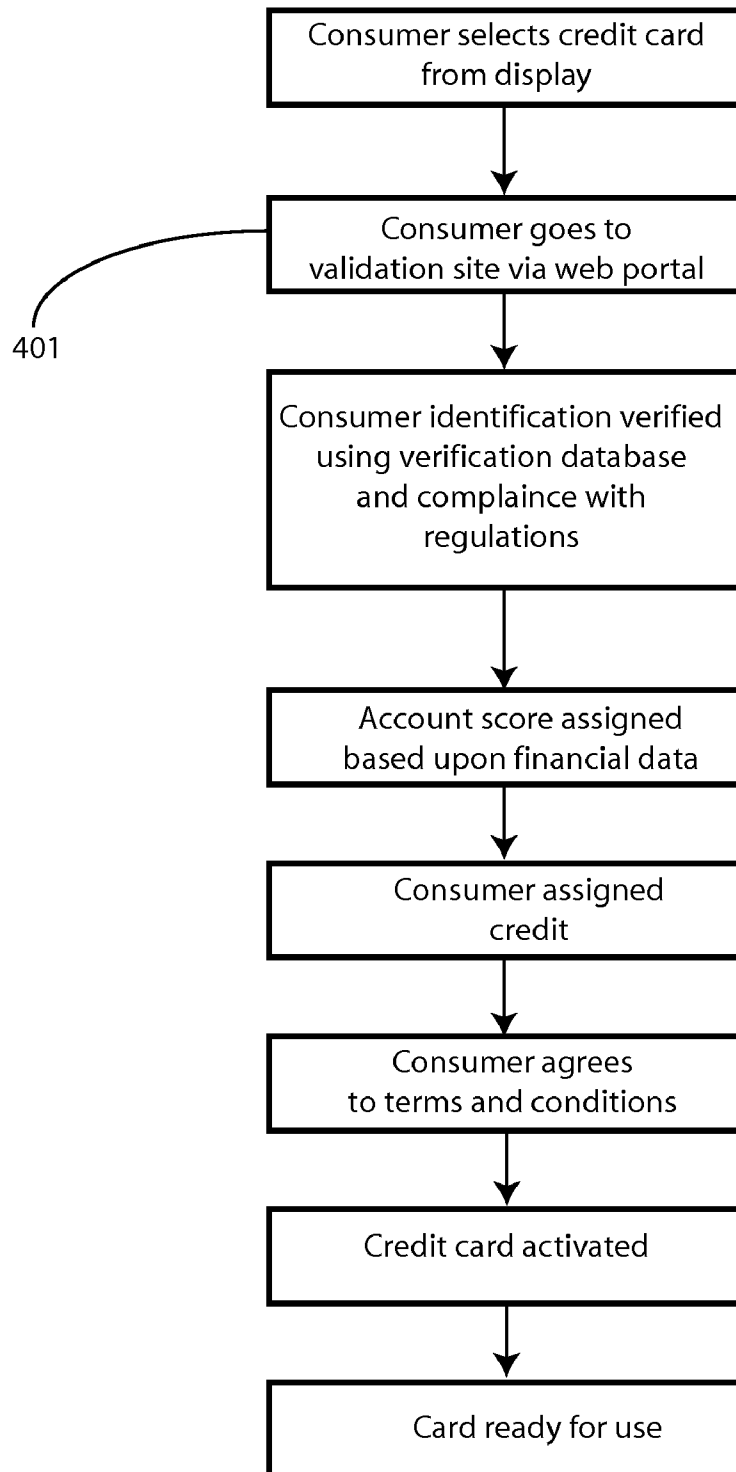 Consumer selects credit card
from display
Consumer goes to
validation site via web portal
401
Consumer identification verified
using verification database
and complaince with
regulations
Account score assigned
based upon financial data
Consumer assigned
credit
Consumer agrees
to terms and conditions
Credit card activated
Card ready for use